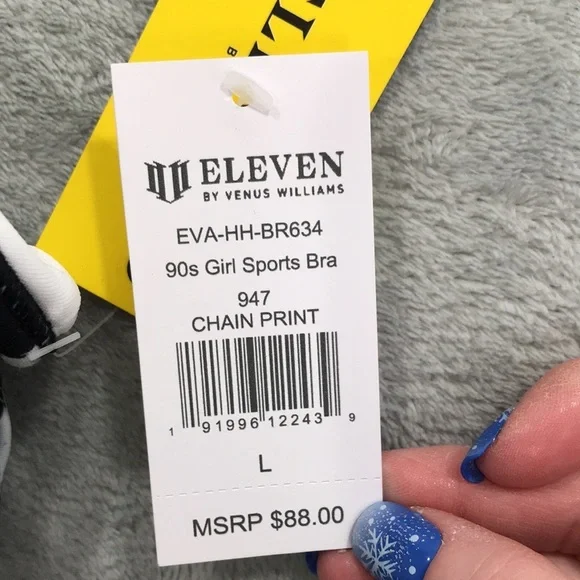 ELEVEN
BY VENUS WILLIAMS
EVA-HH-BR634
90s Girl Sports Bra
947
CHAIN PRINT
1 91996 12243 9
L
MSRP $88.00